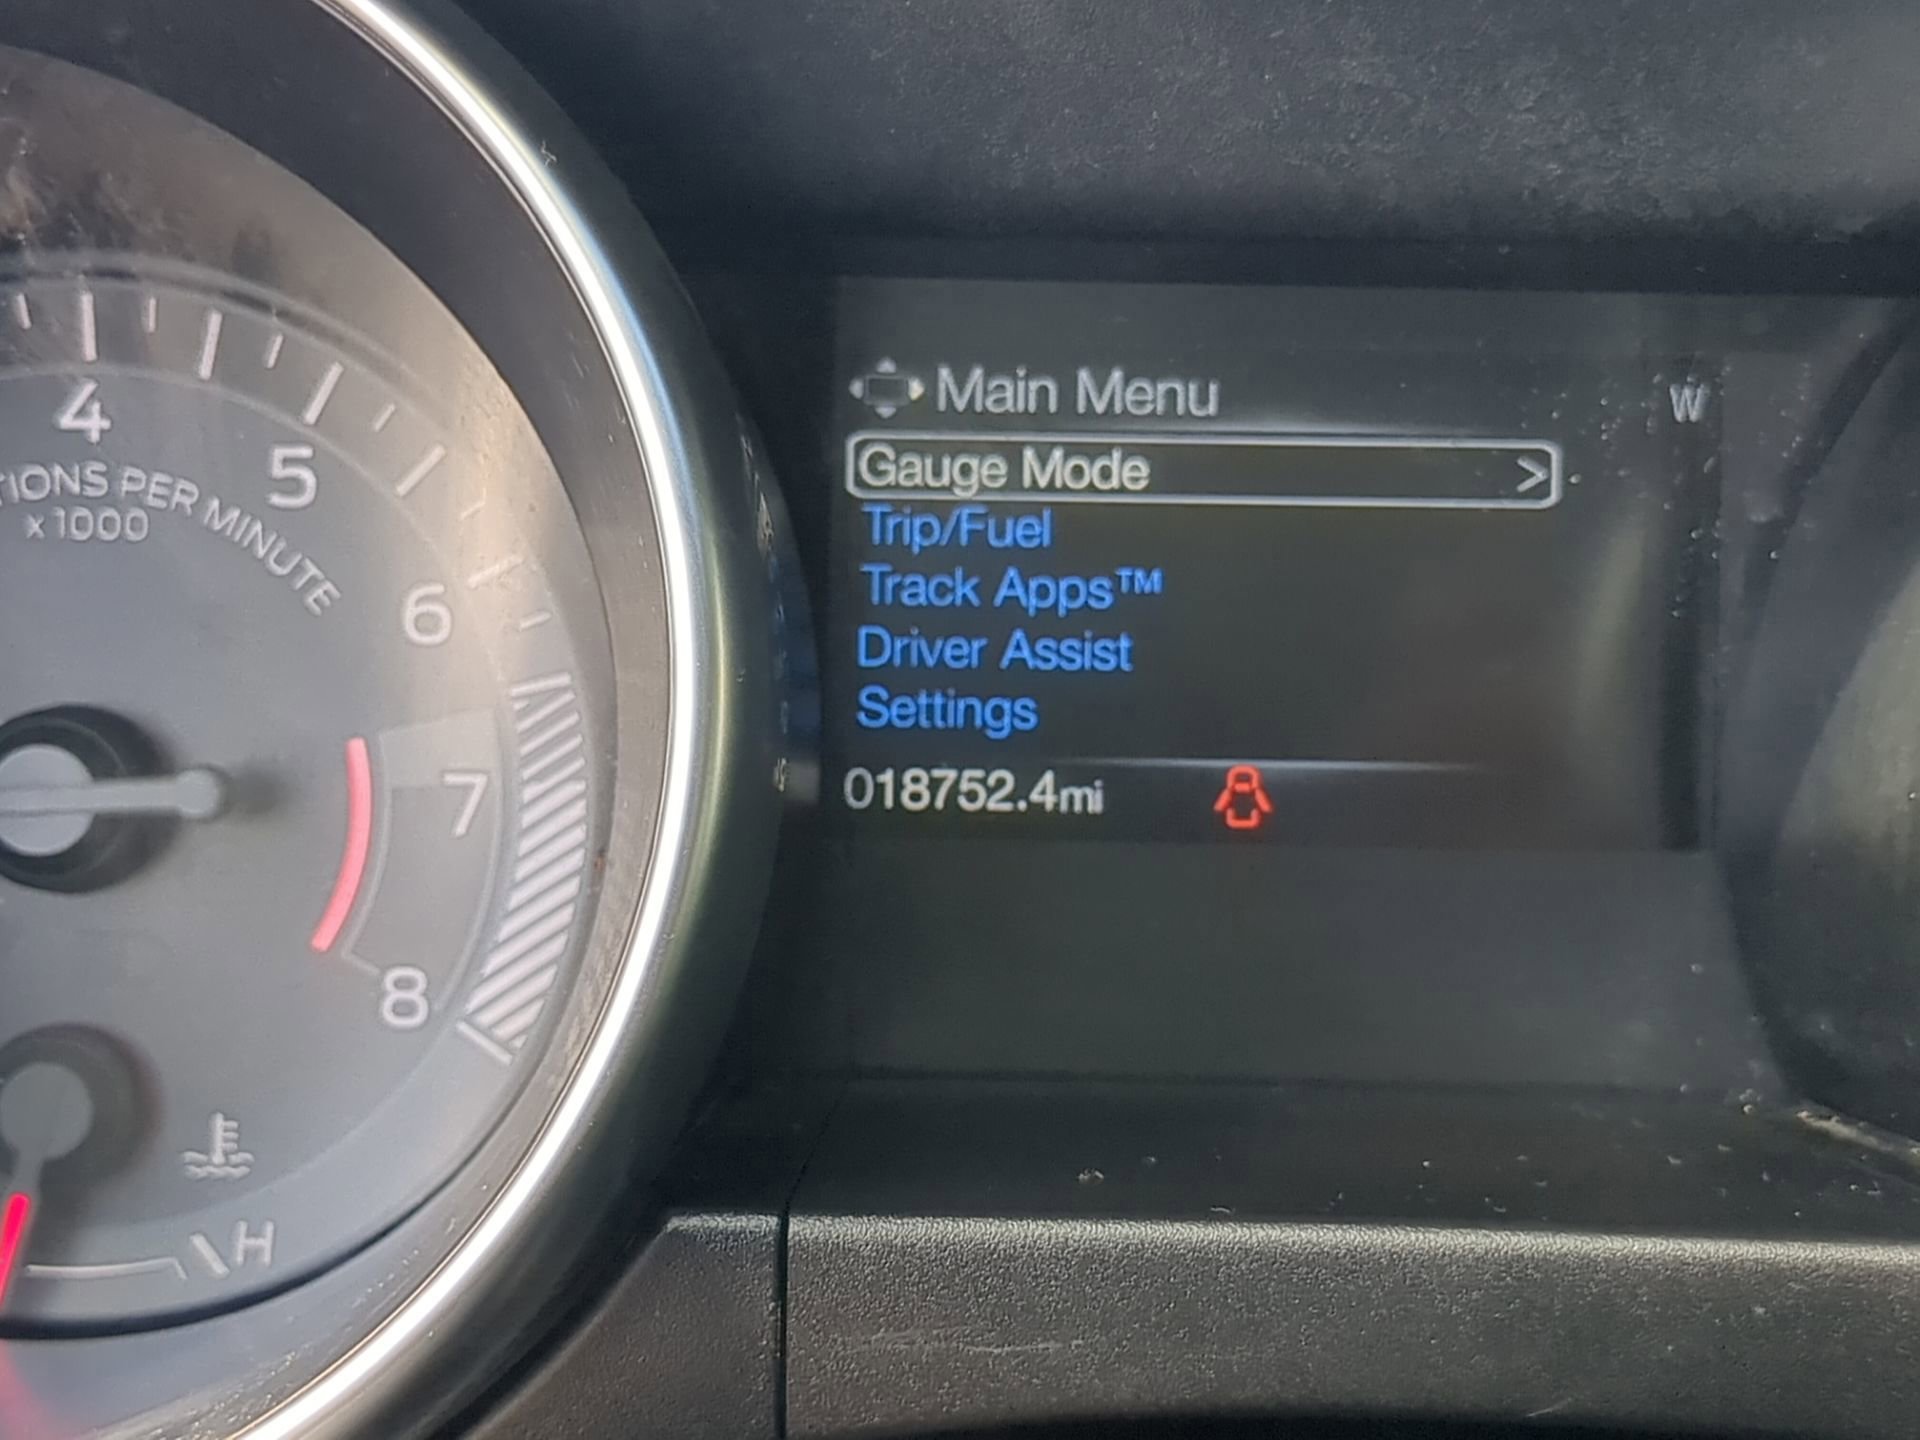 4
5
TIONS PER MINUTE
x 1000
6
7
8
H
Main Menu
W
Gauge Mode >
Trip/Fuel
Track Apps™
Driver Assist
Settings
018752.4mi